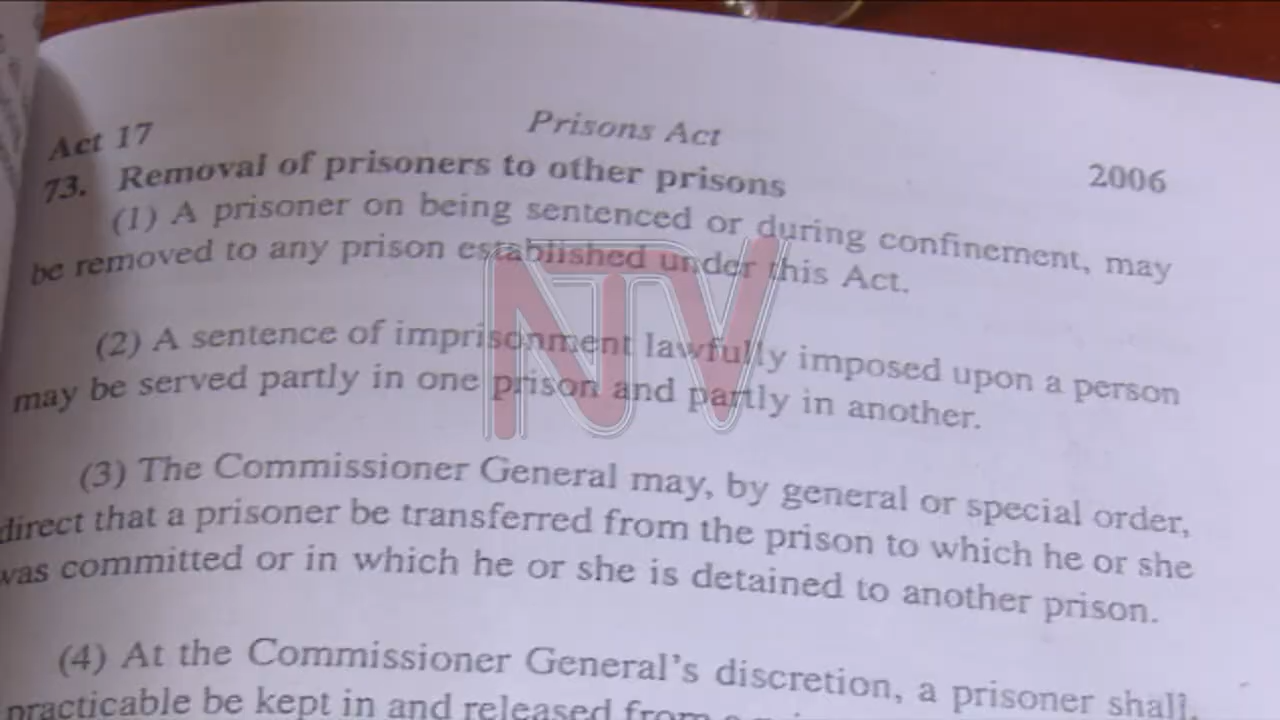 Act 17
Prisons Act
2006
73. Removal of prisoners to other prisons
(1) A prisoner on being sentenced or during confinement, may
be removed to any prison established under this Act.
(2) A sentence of imprisonment lawfully imposed upon a person
may be served partly in one prison and partly in another.
(3) The Commissioner General may, by general or special order,
direct that a prisoner be transferred from the prison to which he or she
was committed or in which he or she is detained to another prison.
(4) At the Commissioner General's discretion, a prisoner shall,
practicable be kept in and released from a
NTV